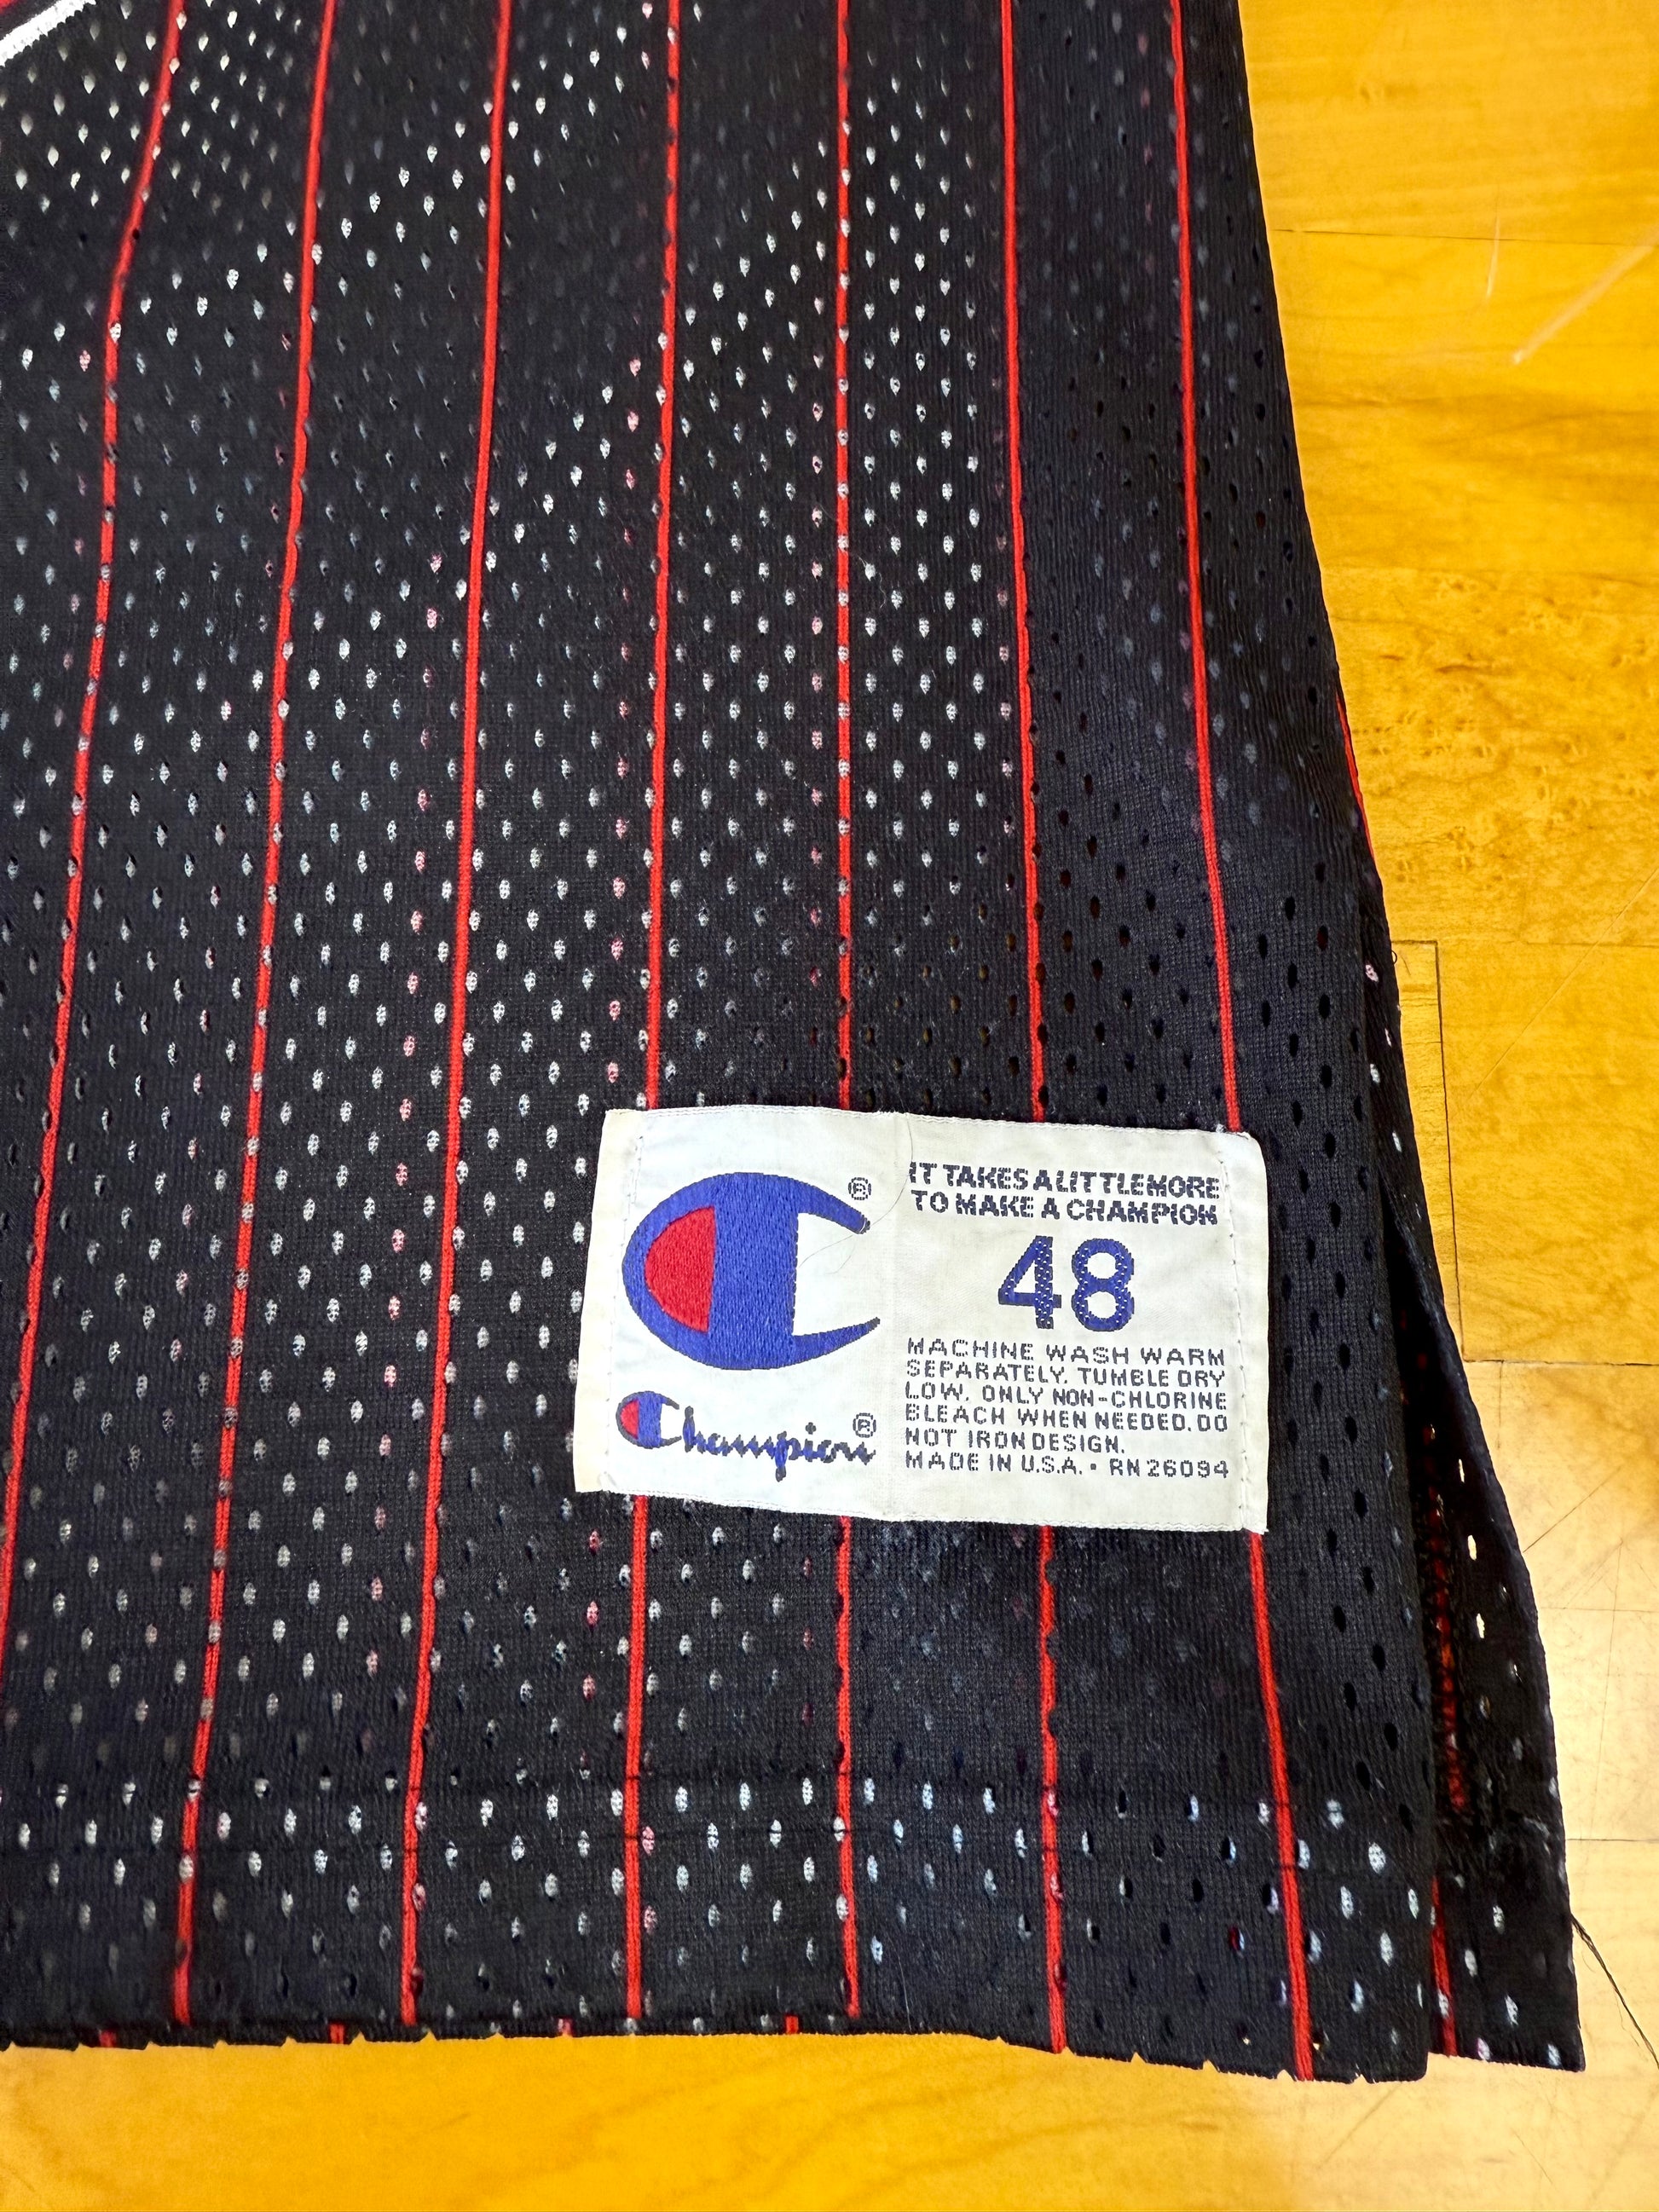 ®
IT TAKES A LITTLE MORE
TO MAKE A CHAMPION
48
Champion®
MACHINE WASH WARM
SEPARATELY. TUMBLE DRY
LOW. ONLY NON-CHLORINE
BLEACH WHEN NEEDED. DO
NOT IRON DESIGN.
MADE IN U.S.A. • RN 26094